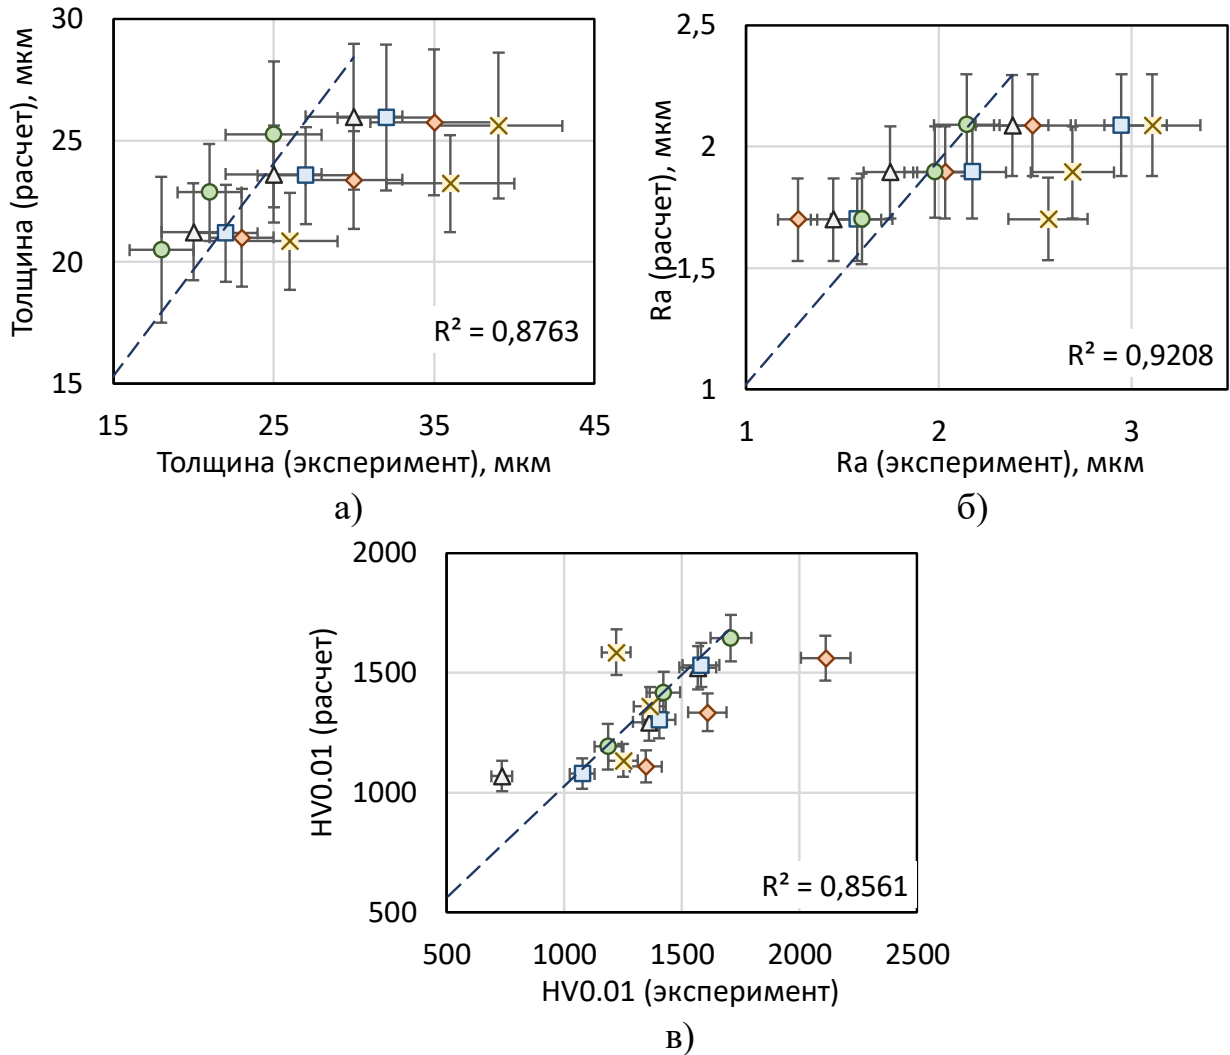 30
25
20
15
Толщина (расчет), мкм
R² = 0,8763
15 25 35 45
Толщина (эксперимент), мкм
а)
2,5
2
1,5
1
Ra (расчет), мкм
R² = 0,9208
1 2 3
Ra (эксперимент), мкм
б)
2000
1500
1000
500
HV0.01 (расчет)
R² = 0,8561
500 1000 1500 2000 2500
HV0.01 (эксперимент)
в)